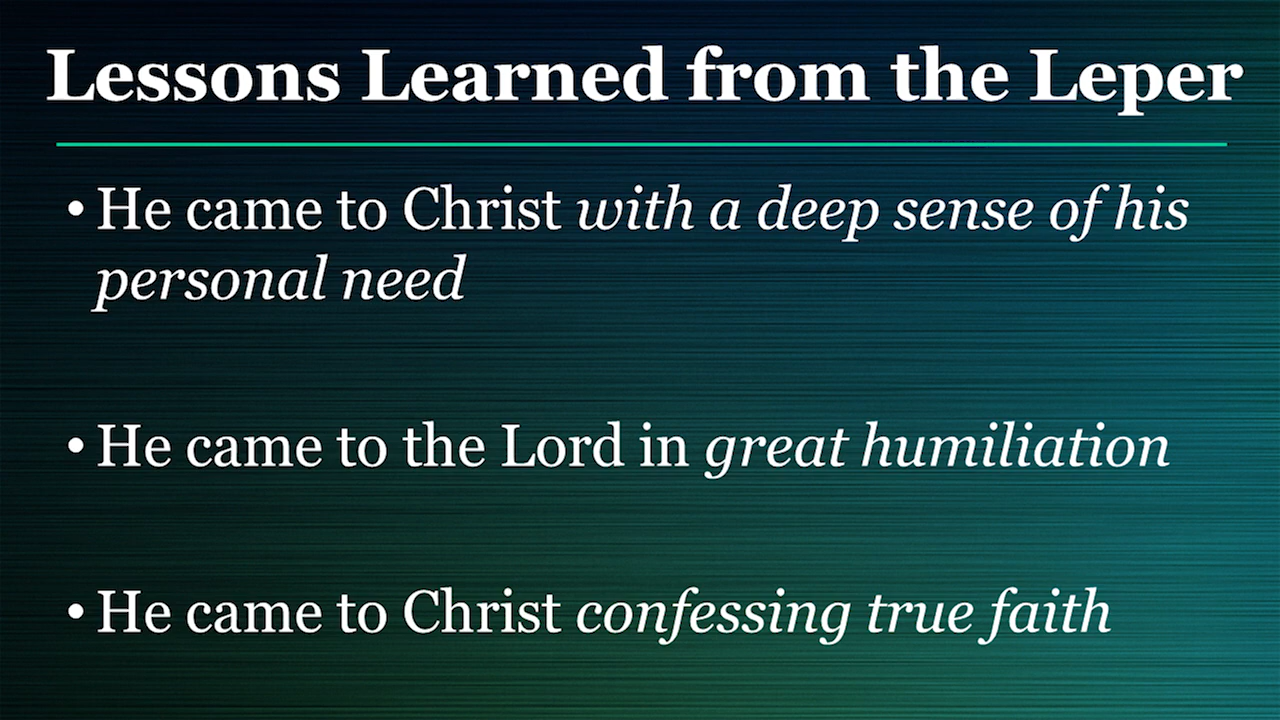 Lessons Learned from the Leper
• He came to Christ with a deep sense of his
personal need
• He came to the Lord in great humiliation
• He came to Christ confessing true faith